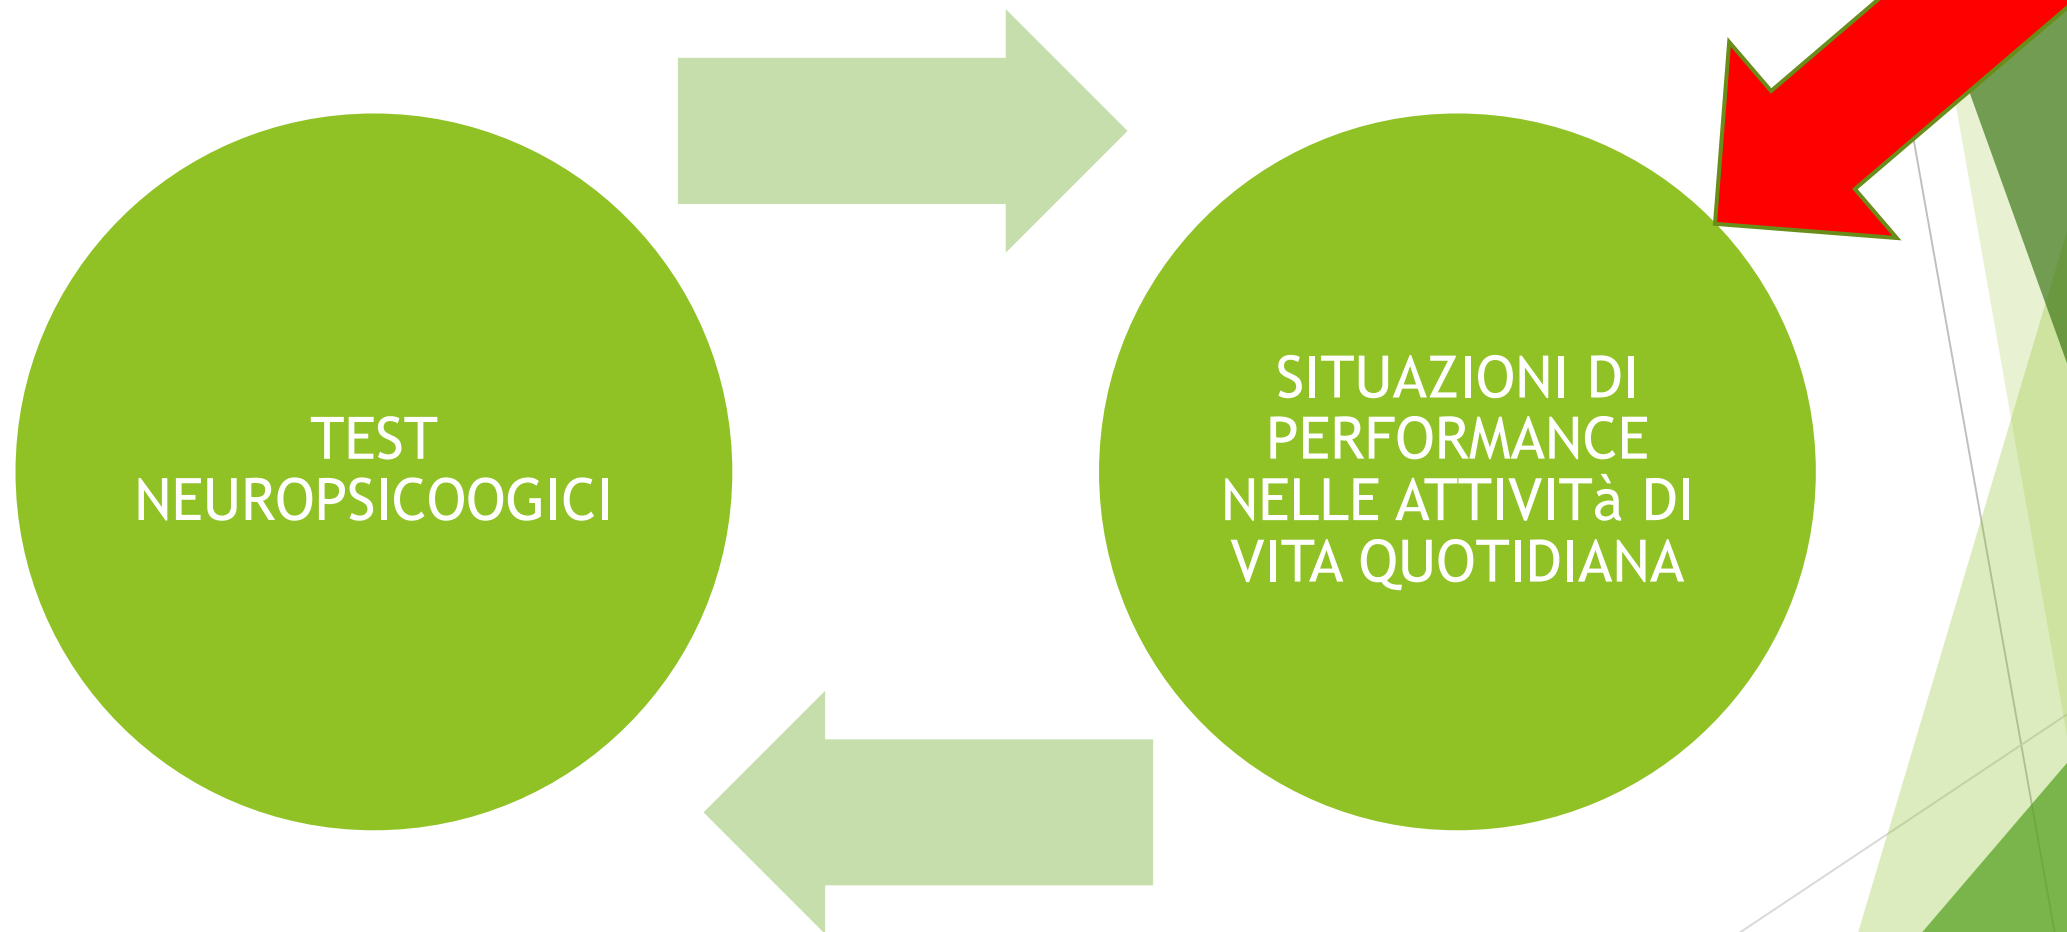 TEST
NEUROPSICOOGICI
SITUAZIONI DI
PERFORMANCE
NELLE ATTIVITà DI
VITA QUOTIDIANA